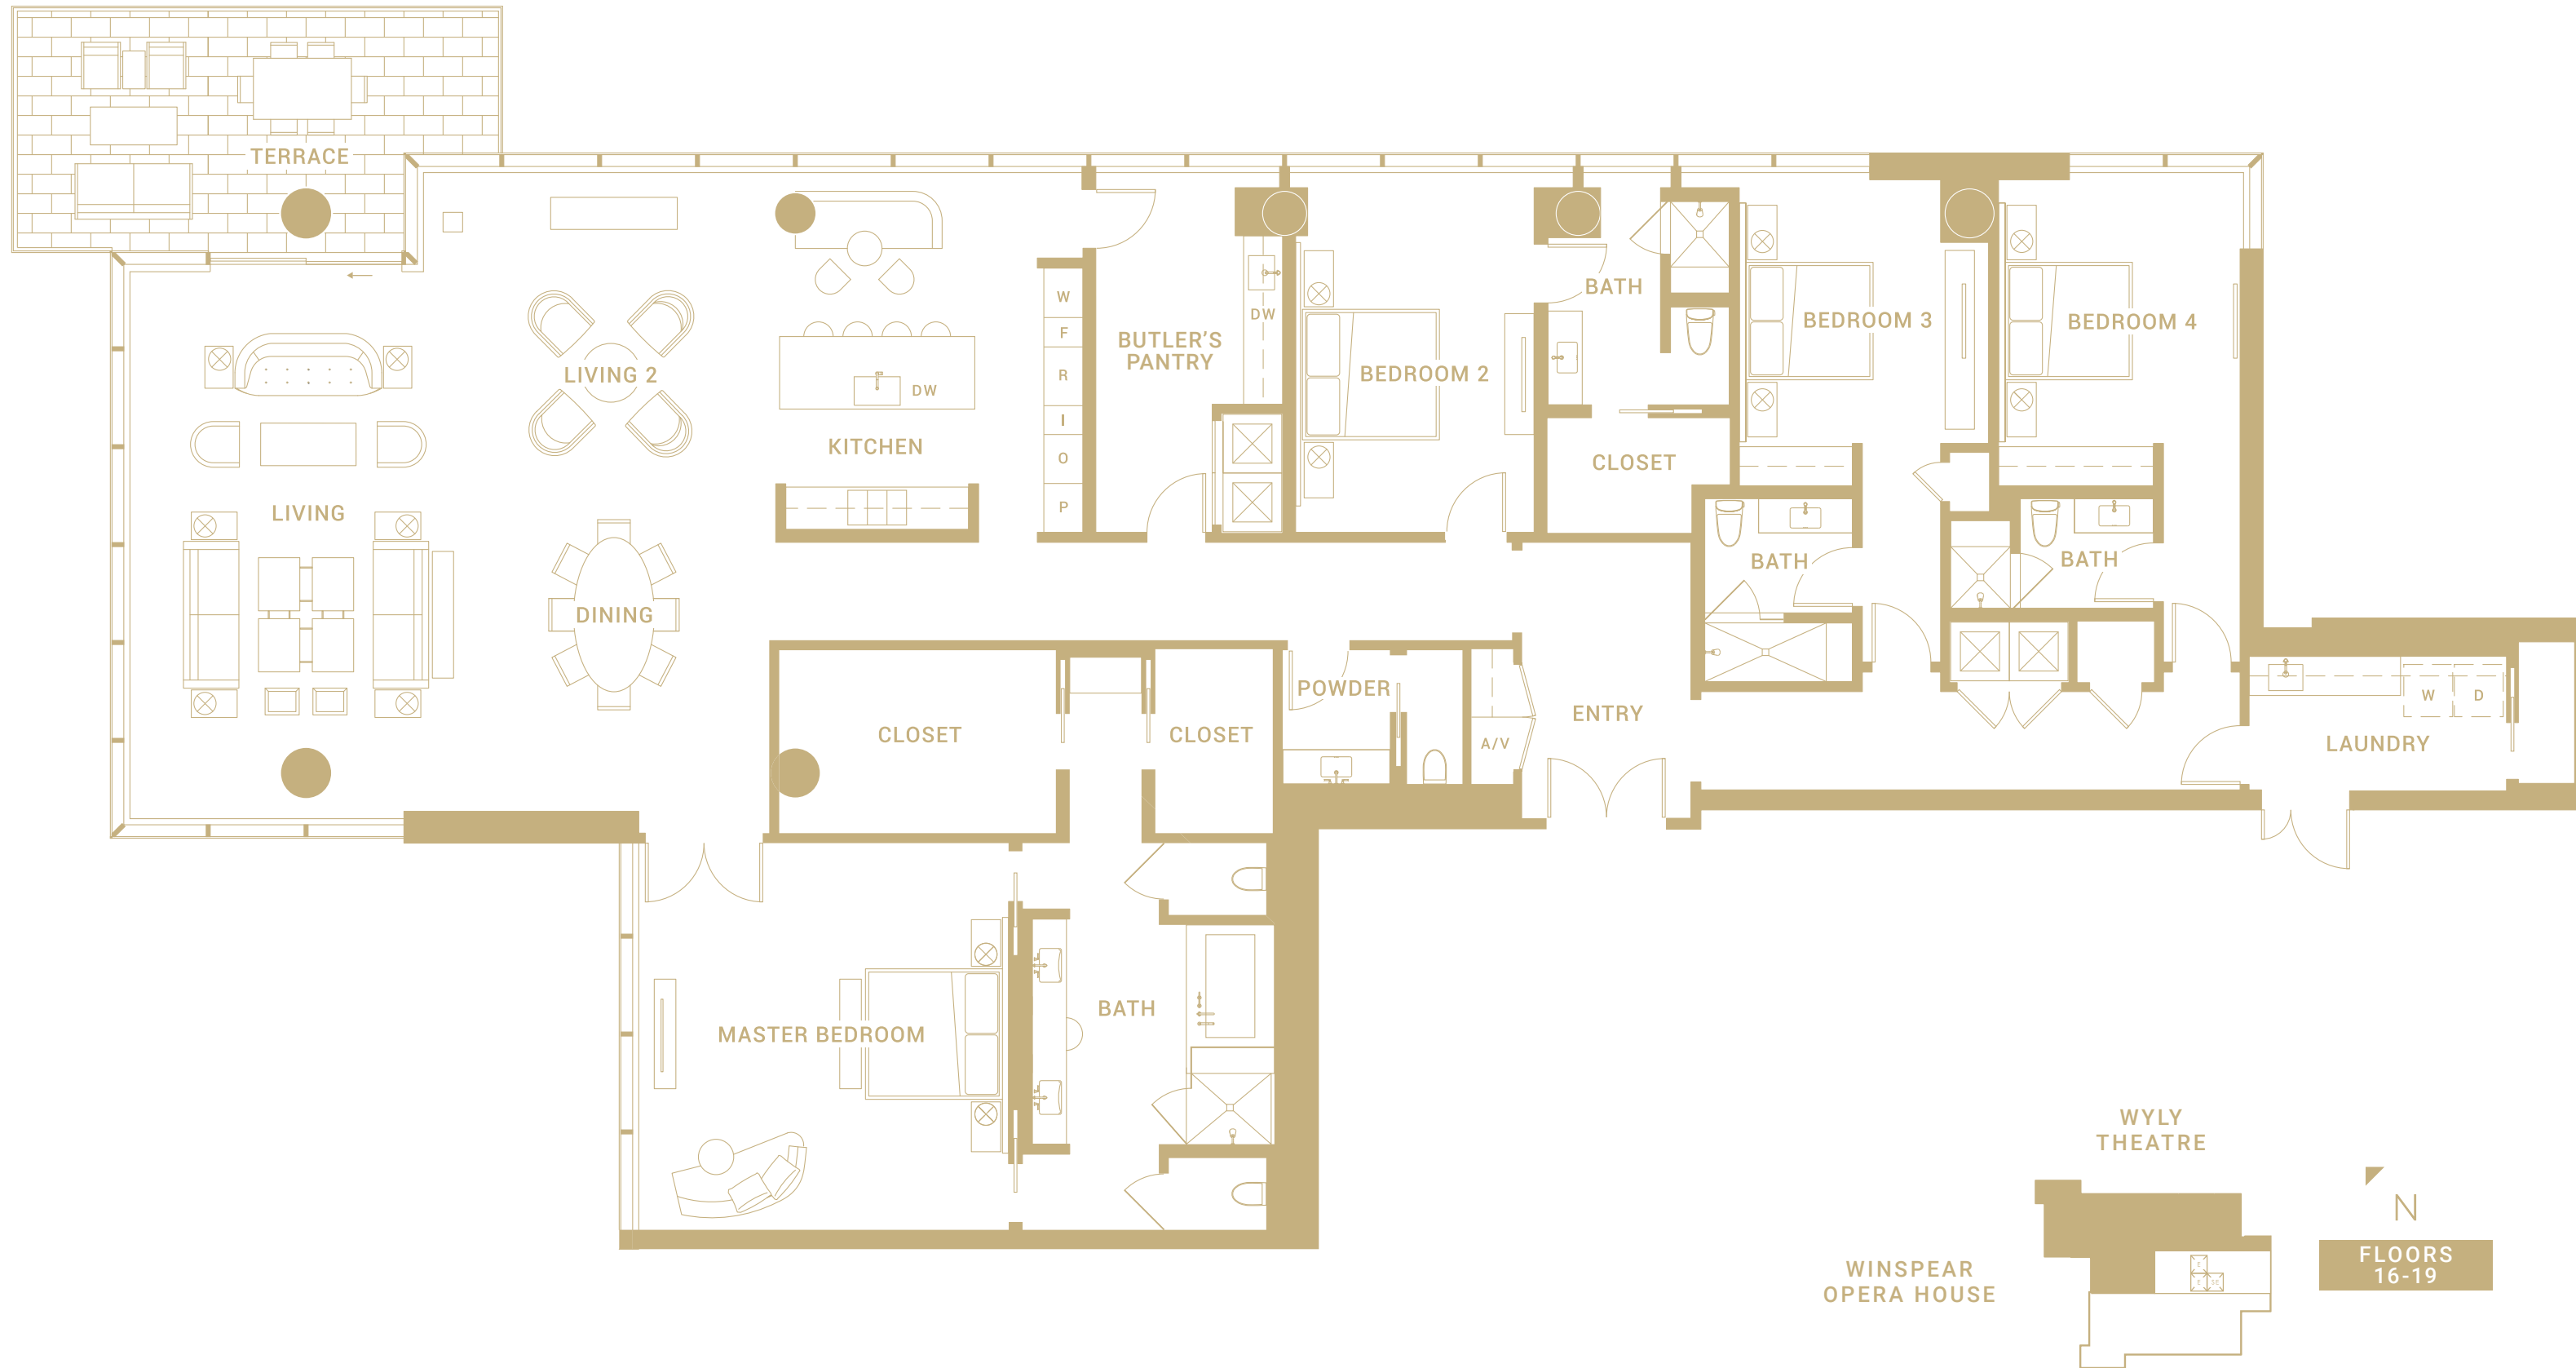 TERRACE
LIVING
LIVING 2
DINING
KITCHEN
DW
W
F
R
I
O
P
BUTLER'S
PANTRY
DW
BEDROOM 2
BATH
CLOSET
BEDROOM 3
BATH
BEDROOM 4
BATH
CLOSET
CLOSET
POWDER
A/V
ENTRY
LAUNDRY
W
D
MASTER BEDROOM
BATH
WYLY
THEATRE
WINSPEAR
OPERA HOUSE
N
FLOORS
16-19